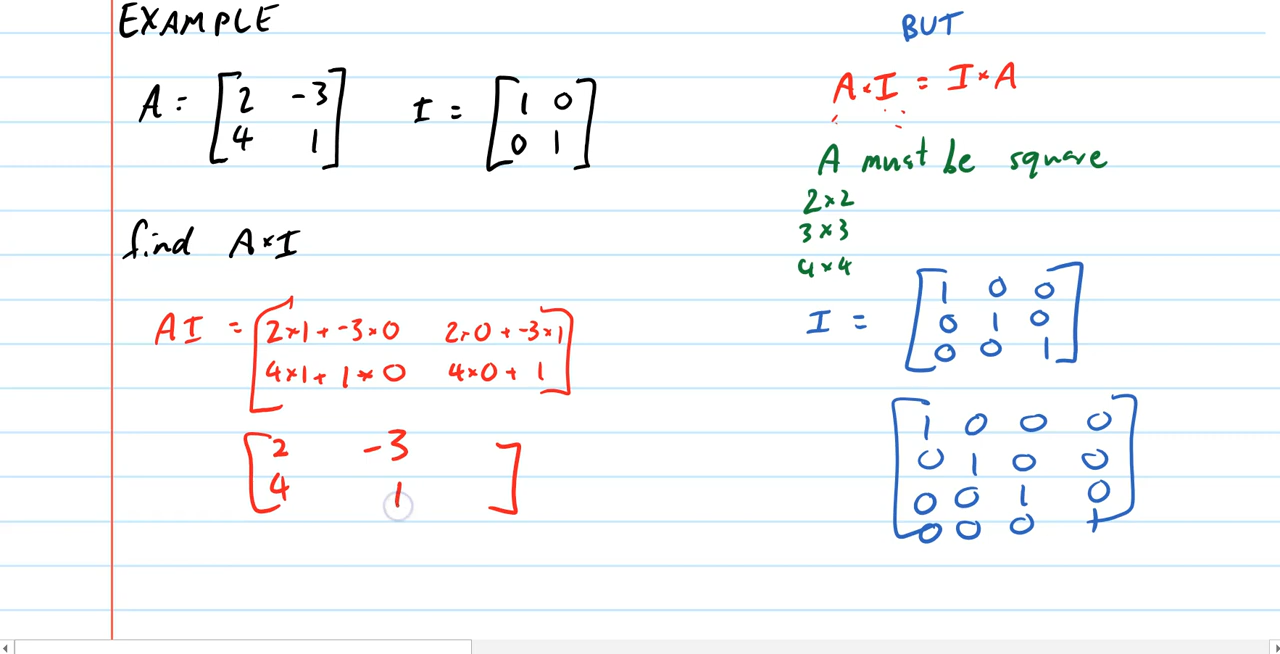 EXAMPLE
A = [2 -3
4 1]
I = [1 0
0 1]
find A×I
AI = [2×1 + -3×0 2×0 + -3×1]
[4×1 + 1×0 4×0 + 1]
[2 -3
4 1]
BUT
A×I = I×A
A must be square
2×2
3×3
4×4
I = [1 0 0
0 1 0
0 0 1]
[1 0 0 0
0 1 0 0
0 0 1 0
0 0 0 1]